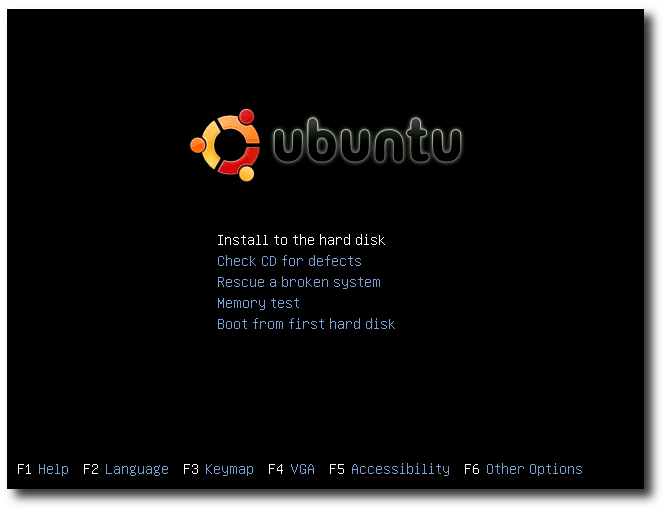 ubuntu
Install to the hard disk
Check CD for defects
Rescue a broken system
Memory test
Boot from first hard disk
F1 Help F2 Language F3 Keymap F4 VGA F5 Accessibility F6 Other Options